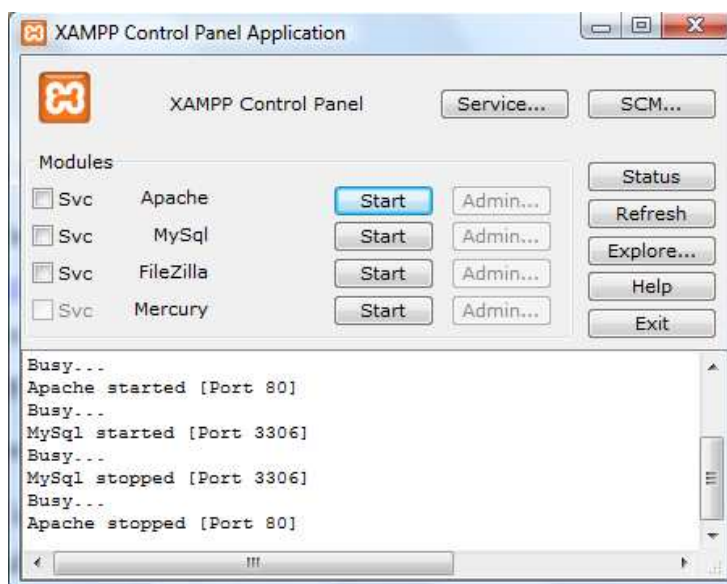 XAMPP Control Panel Application
XAMPP Control Panel
Service...
SCM...
Modules
Svc Apache Start Admin...
Svc MySql Start Admin...
Svc FileZilla Start Admin...
Svc Mercury Start Admin...
Status
Refresh
Explore...
Help
Exit
Busy...
Apache started [Port 80]
Busy...
MySql started [Port 3306]
Busy...
MySql stopped [Port 3306]
Busy...
Apache stopped [Port 80]